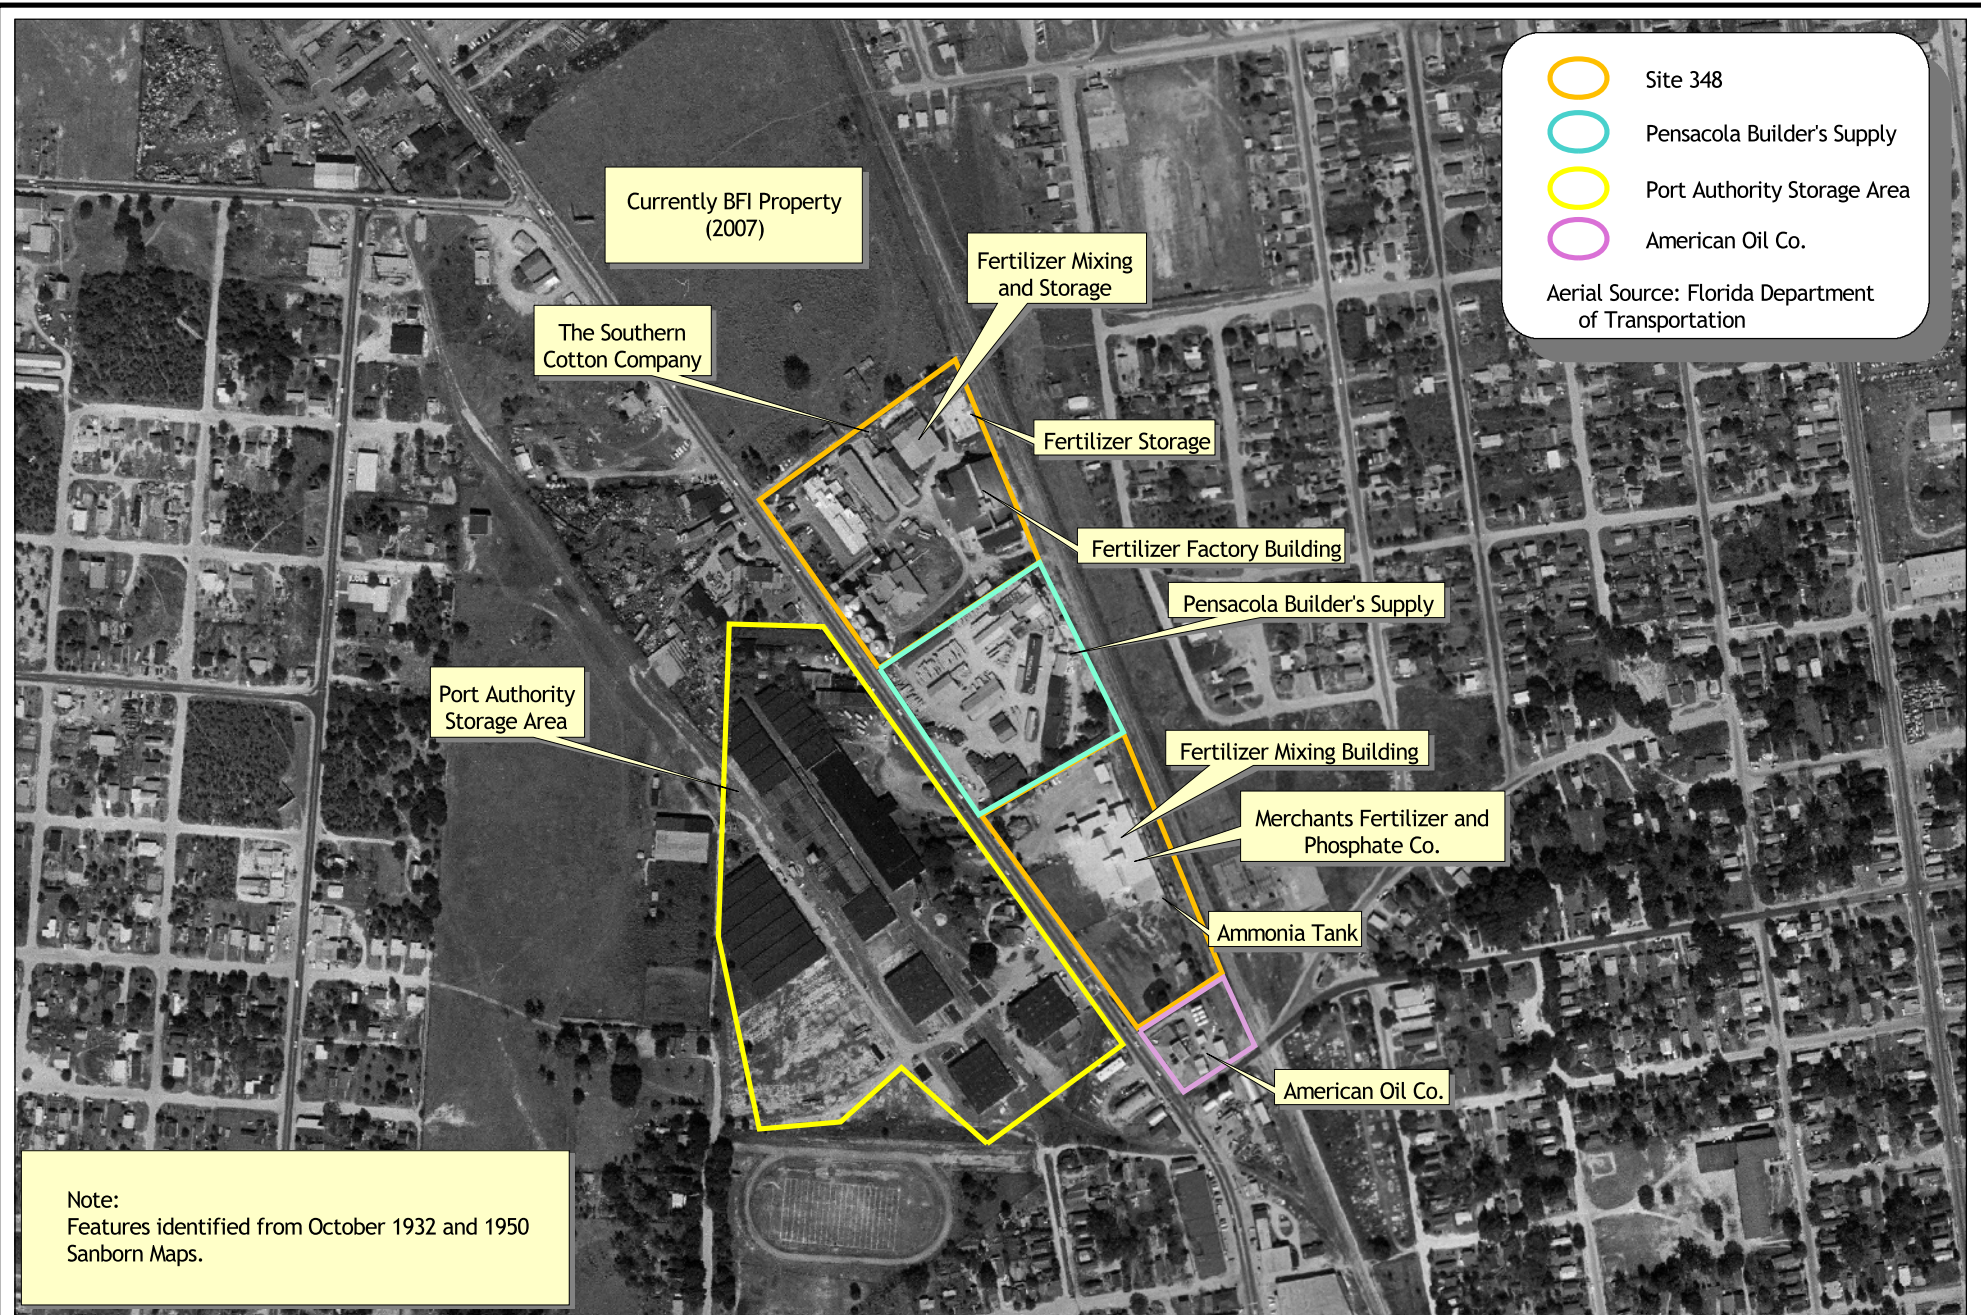 Site 348
Pensacola Builder's Supply
Port Authority Storage Area
American Oil Co.
Aerial Source: Florida Department
of Transportation
Currently BFI Property
(2007)
Fertilizer Mixing
and Storage
The Southern
Cotton Company
Fertilizer Storage
Fertilizer Factory Building
Pensacola Builder's Supply
Port Authority
Storage Area
Fertilizer Mixing Building
Merchants Fertilizer and
Phosphate Co.
Ammonia Tank
American Oil Co.
Note:
Features identified from October 1932 and 1950
Sanborn Maps.